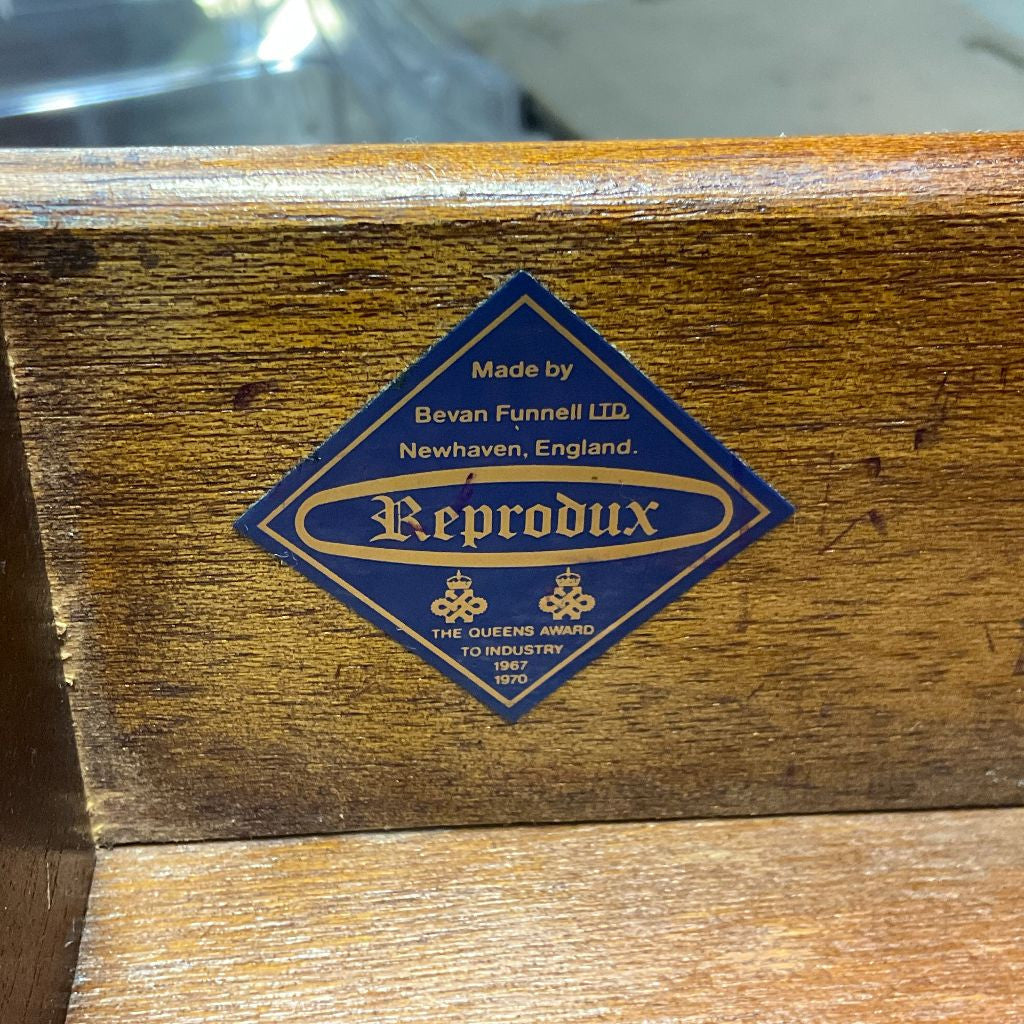 Made by
Bevan Funnell LTD.
Newhaven, England.
Reprodux
THE QUEENS AWARD
TO INDUSTRY
1967
1970